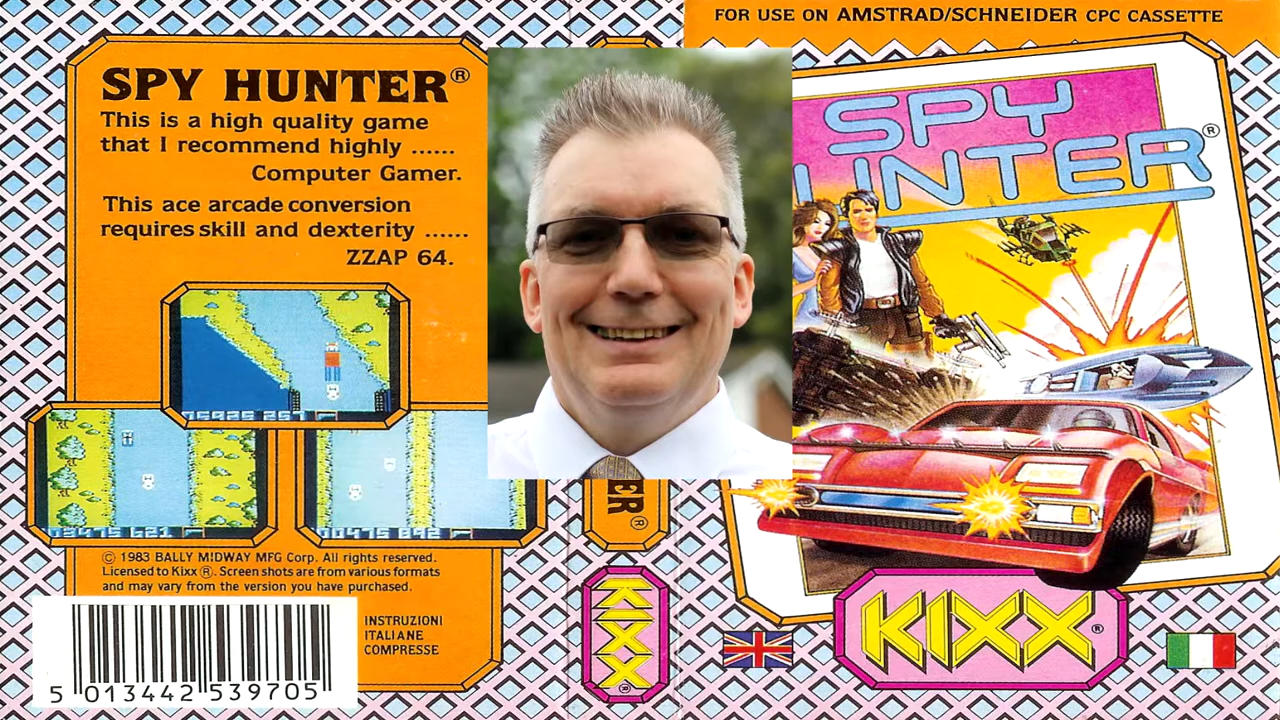 SPY HUNTER®
This is a high quality game
that I recommend highly ......
Computer Gamer.
This ace arcade conversion
requires skill and dexterity ......
ZZAP 64.
© 1983 BALLY MIDWAY MFG Corp. All rights reserved.
Licensed to Kixx ®. Screen shots are from various formats
and may vary from the version you have purchased.
INSTRUZIONI
ITALIANE
COMPRESSE
5 013442 539705
KIXX®
FOR USE ON AMSTRAD/SCHNEIDER CPC CASSETTE
SPY
UNTER®
KIXX®